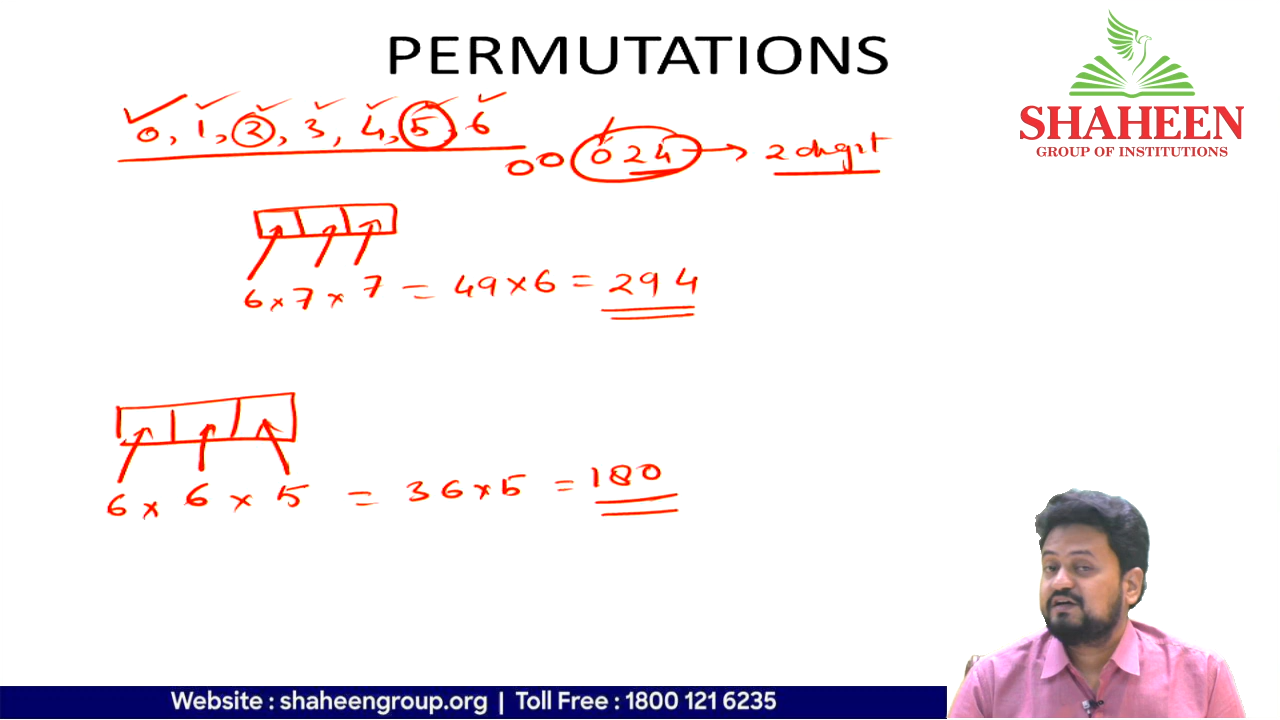 PERMUTATIONS
SHAHEEN
GROUP OF INSTITUTIONS
0, 1, 2, 3, 4, 5, 6
00 024 → 2 digit
6 × 7 × 7 = 49 × 6 = 294
6 × 6 × 5 = 36 × 5 = 180
Website : shaheengroup.org | Toll Free : 1800 121 6235